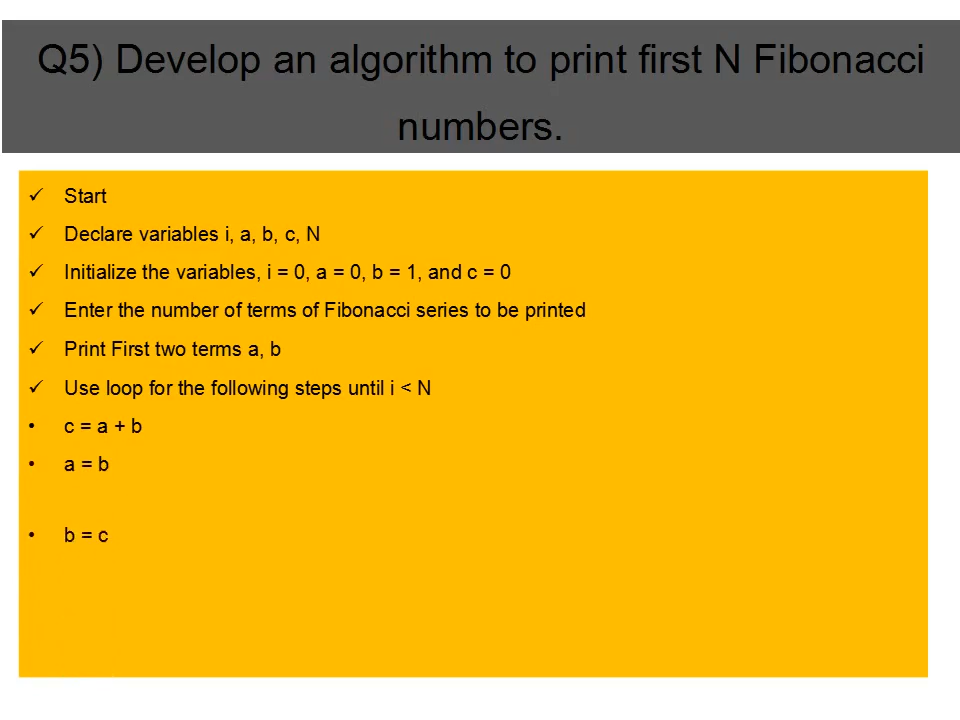 Q5) Develop an algorithm to print first N Fibonacci
numbers.
✓ Start
✓ Declare variables i, a, b, c, N
✓ Initialize the variables, i = 0, a = 0, b = 1, and c = 0
✓ Enter the number of terms of Fibonacci series to be printed
✓ Print First two terms a, b
✓ Use loop for the following steps until i < N
• c = a + b
• a = b
• b = c